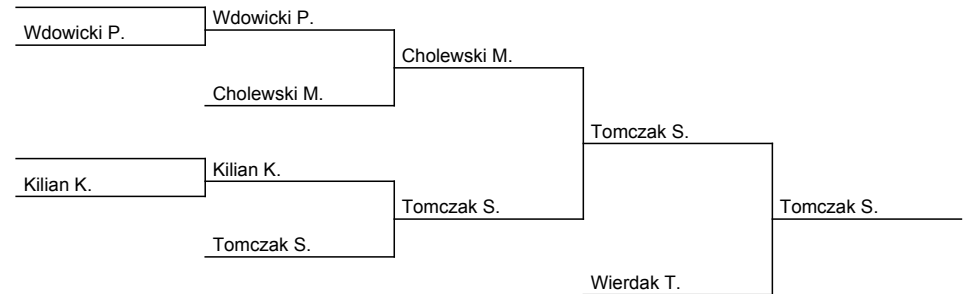 Wdowicki P.
Wdowicki P.
Cholewski M.
Cholewski M.
Tomczak S.
Kilian K.
Kilian K.
Tomczak S.
Tomczak S.
Tomczak S.
Wierdak T.